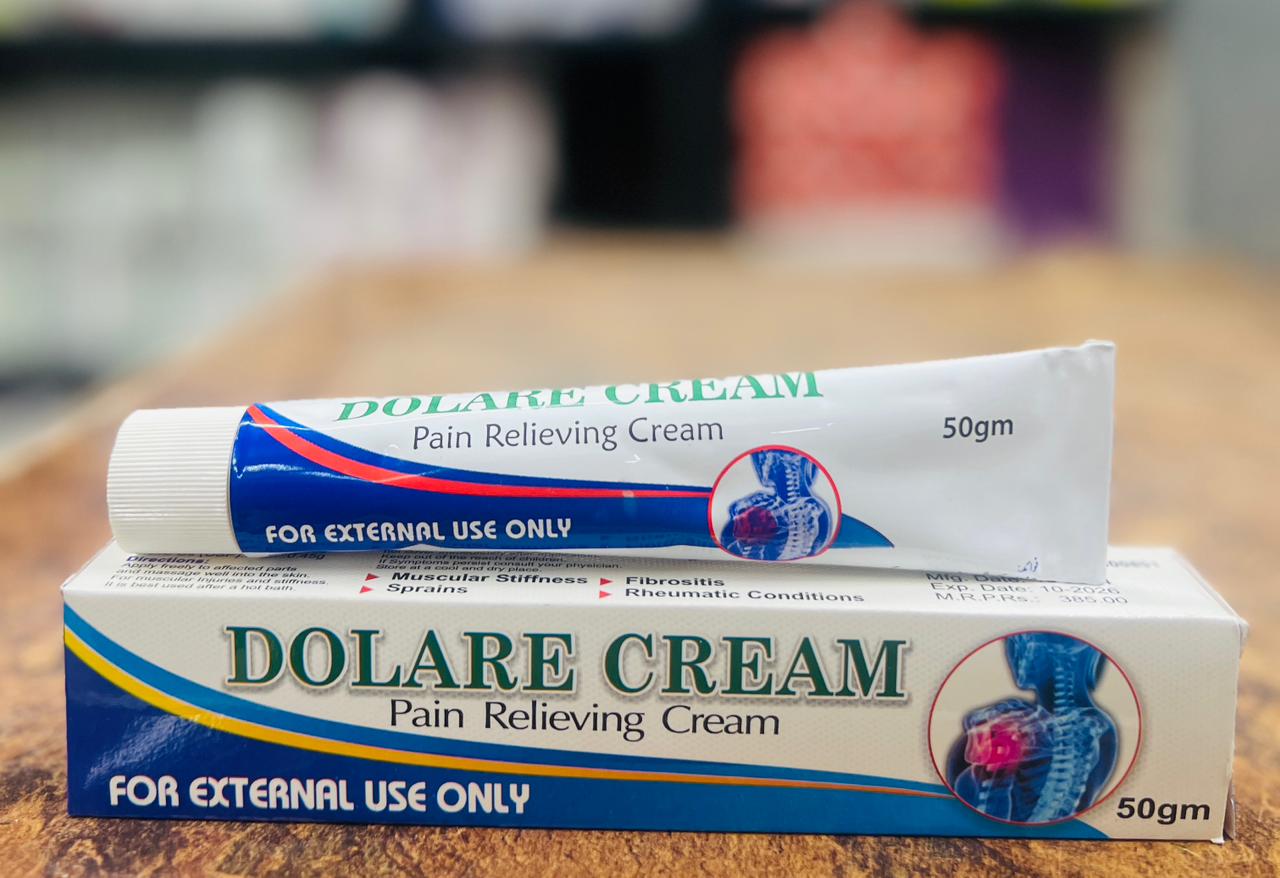 DOLARE CREAM
Pain Relieving Cream
50gm
FOR EXTERNAL USE ONLY
Directions:
Apply freely to affected parts
and massage well into the skin.
For muscular Injuries and stiffness.
It is best used after a hot bath.
Keep out of the reach of children.
If Symptoms persist consult your physician.
Store at a cool and dry place.
Muscular Stiffness
Sprains
Fibrositis
Rheumatic Conditions
Mfg. Date:
Exp. Date: 10-2026
M.R.P.Rs.: 385.00
DOLARE CREAM
Pain Relieving Cream
FOR EXTERNAL USE ONLY
50gm